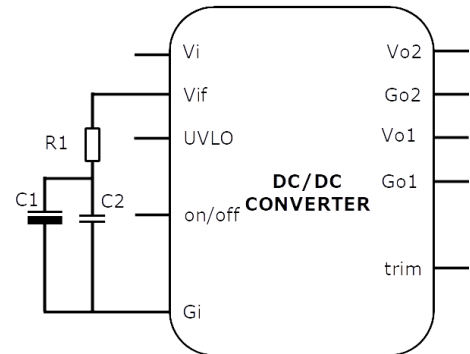 Vi
Vo2
Vif
Go2
R1
UVLO
Vo1
DC/DC
CONVERTER
Go1
C1
C2
on/off
trim
Gi